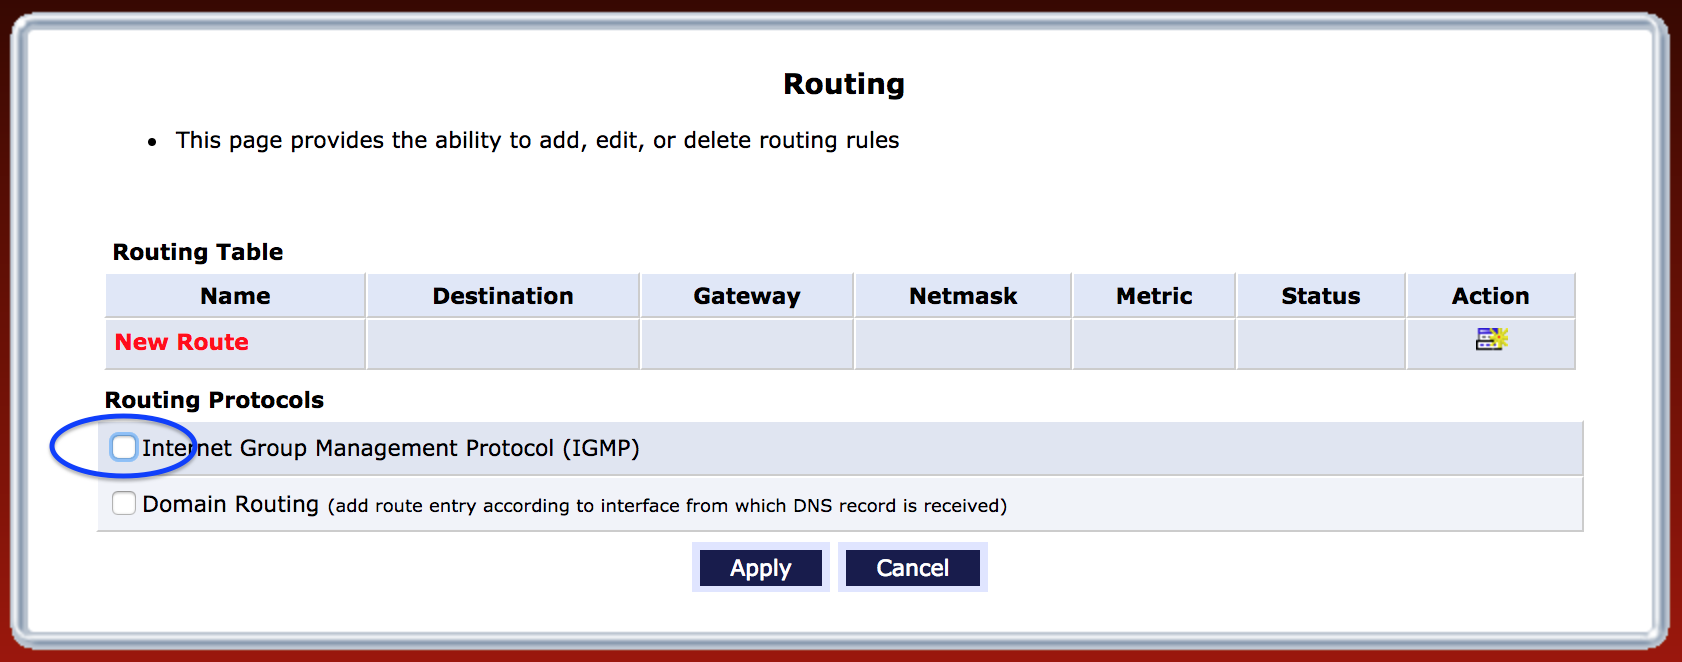 Routing
• This page provides the ability to add, edit, or delete routing rules
Routing Table
Name Destination Gateway Netmask Metric Status Action
New Route
Routing Protocols
Internet Group Management Protocol (IGMP)
Domain Routing (add route entry according to interface from which DNS record is received)
Apply Cancel